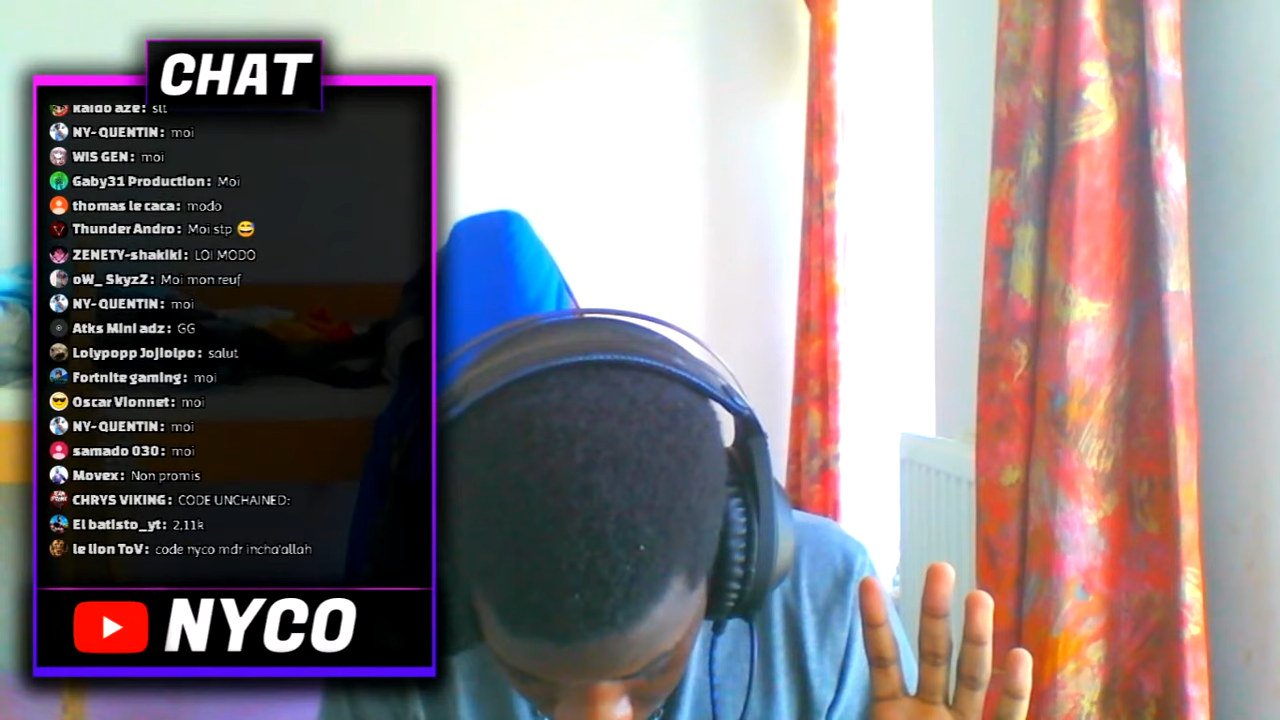 CHAT
kaido aze: slt
NY-QUENTIN: moi
WIS GEN: moi
Gaby31 Production: Moi
thomas le caca: modo
Thunder Andro: Moi stp 😅
ZENETY-shakiki: LOI MODO
oW_ SkyzZ: Moi mon reuf
NY-QUENTIN: moi
Atks Mini adz: GG
Lolypopp Jojlolpo: salut
Fortnite gaming: moi
Oscar Vionnet: moi
NY-QUENTIN: moi
samado 030: moi
Movex: Non promis
CHRYS VIKING: CODE UNCHAINED:
El batisto_yt: 2,11k
le lion ToV: code nyco mdr incha'allah
NYCO